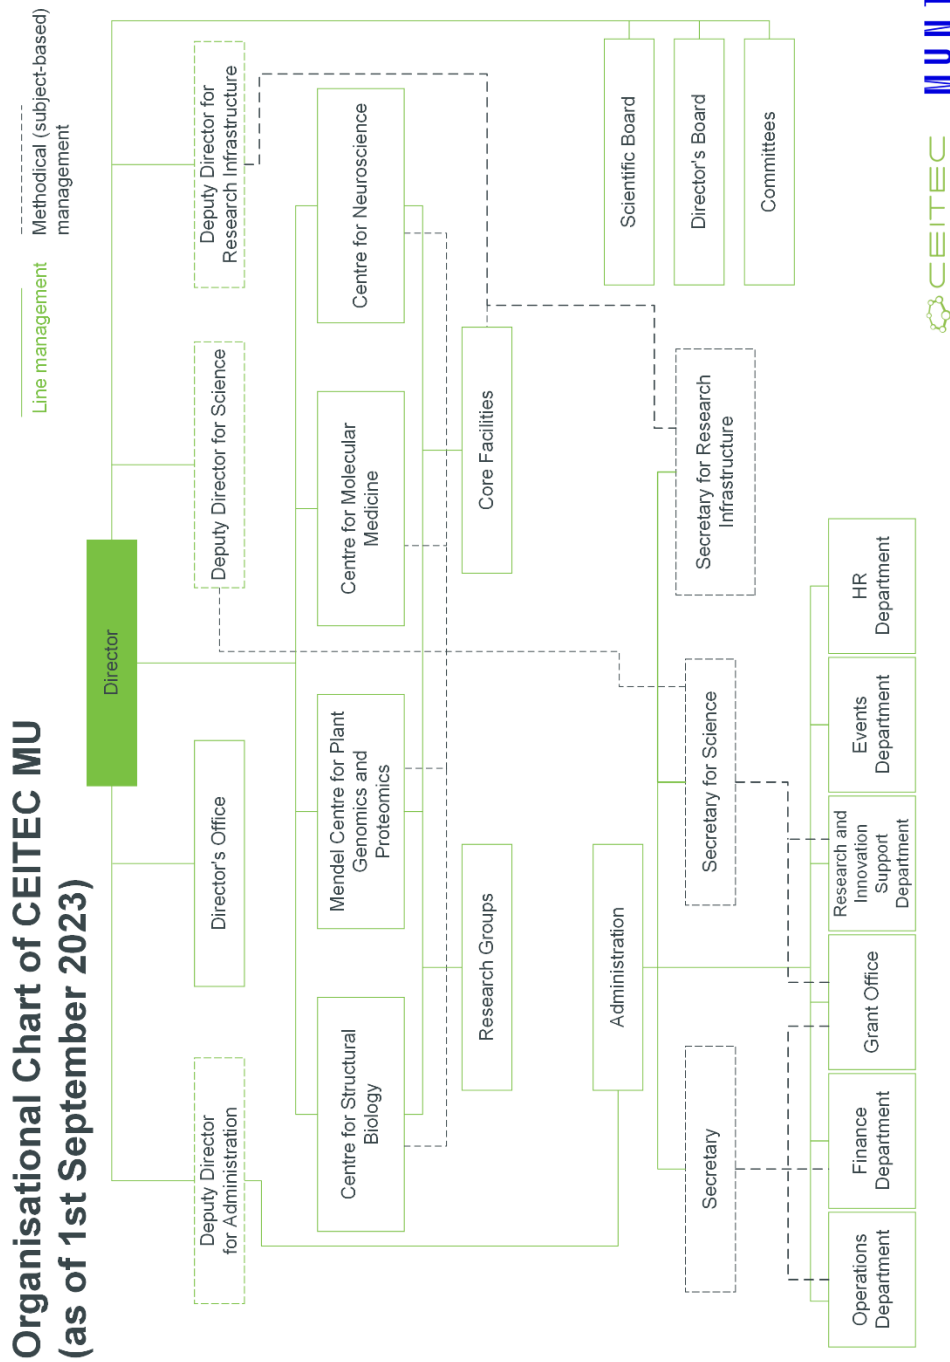 Organisational Chart of CEITEC MU
(as of 1st September 2023)
Line management
Methodical (subject-based)
management
Director
Deputy Director
for Administration
Director's Office
Deputy Director for Science
Deputy Director for
Research Infrastructure
Centre for Structural
Biology
Mendel Centre for Plant
Genomics and
Proteomics
Centre for Molecular
Medicine
Centre for Neuroscience
Research Groups
Core Facilities
Administration
Scientific Board
Director's Board
Committees
Secretary
Secretary for Science
Secretary for Research
Infrastructure
Operations
Department
Finance
Department
Grant Office
Research and
Innovation
Support
Department
Events
Department
HR
Department
CEITEC
MUNI